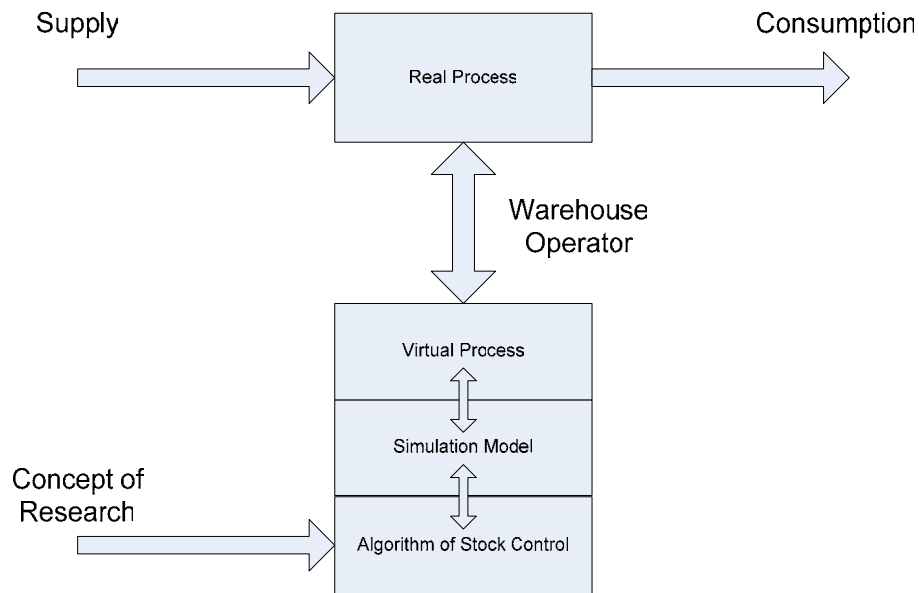 Supply
Consumption
Real Process
Warehouse
Operator
Virtual Process
Simulation Model
Concept of
Research
Algorithm of Stock Control